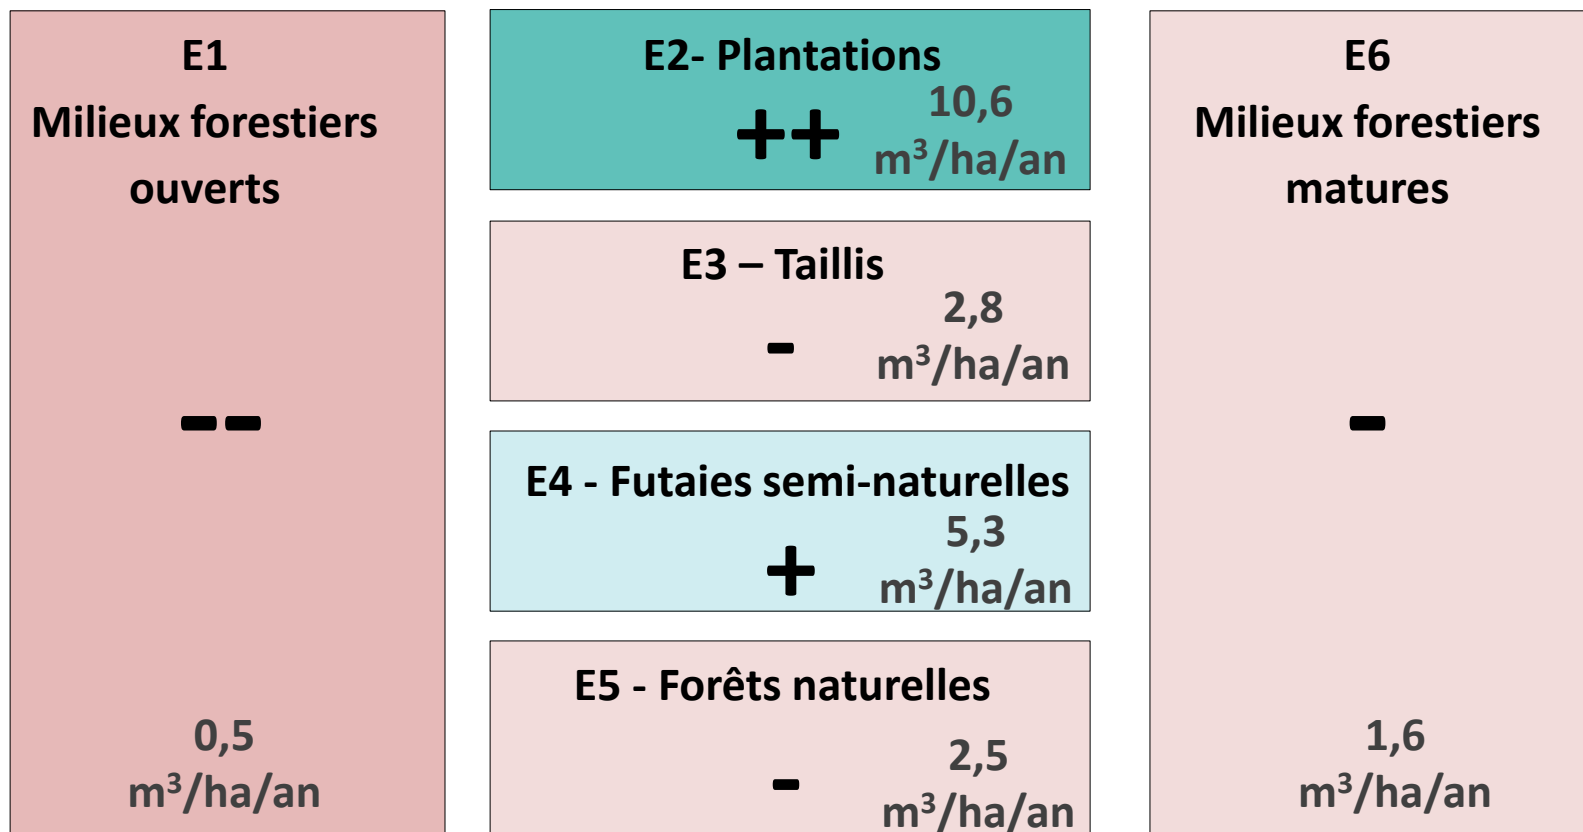 E1
Milieux forestiers
ouverts
--
0,5
m³/ha/an
E2- Plantations
++
10,6
m³/ha/an
E3 – Taillis
-
2,8
m³/ha/an
E4 - Futaies semi-naturelles
+
5,3
m³/ha/an
E5 - Forêts naturelles
-
2,5
m³/ha/an
E6
Milieux forestiers
matures
-
1,6
m³/ha/an